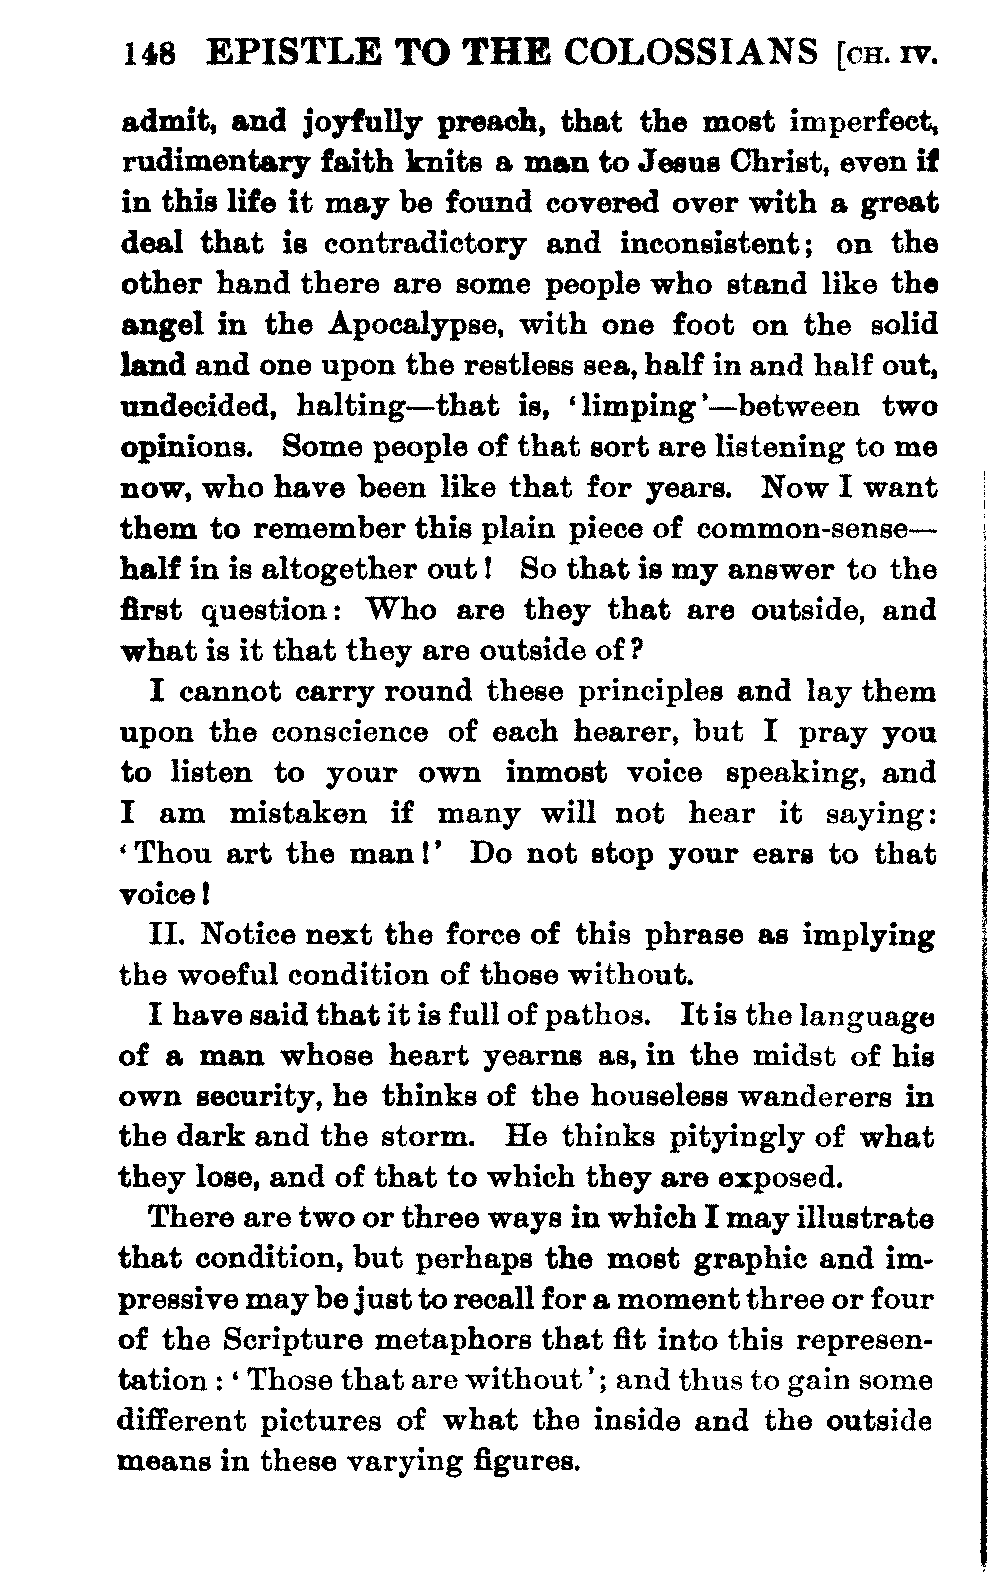 148 EPISTLE TO THE COLOSSIANS [CH. IV.
admit, and joyfully preach, that the most imperfect,
rudimentary faith knits a man to Jesus Christ, even if
in this life it may be found covered over with a great
deal that is contradictory and inconsistent; on the
other hand there are some people who stand like the
angel in the Apocalypse, with one foot on the solid
land and one upon the restless sea, half in and half out,
undecided, halting—that is, ‘limping’—between two
opinions. Some people of that sort are listening to me
now, who have been like that for years. Now I want
them to remember this plain piece of common-sense—
half in is altogether out! So that is my answer to the
first question: Who are they that are outside, and
what is it that they are outside of?
I cannot carry round these principles and lay them
upon the conscience of each hearer, but I pray you
to listen to your own inmost voice speaking, and
I am mistaken if many will not hear it saying:
‘Thou art the man!’ Do not stop your ears to that
voice!
II. Notice next the force of this phrase as implying
the woeful condition of those without.
I have said that it is full of pathos. It is the language
of a man whose heart yearns as, in the midst of his
own security, he thinks of the houseless wanderers in
the dark and the storm. He thinks pityingly of what
they lose, and of that to which they are exposed.
There are two or three ways in which I may illustrate
that condition, but perhaps the most graphic and im-
pressive may be just to recall for a moment three or four
of the Scripture metaphors that fit into this represen-
tation: ‘Those that are without’; and thus to gain some
different pictures of what the inside and the outside
means in these varying figures.